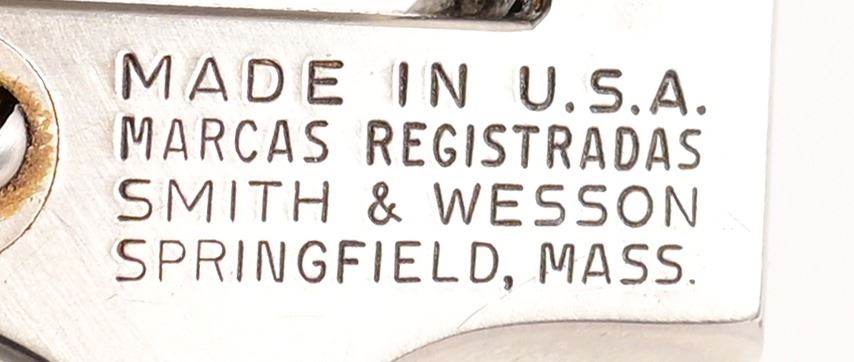 MADE IN U.S.A.
MARCAS REGISTRADAS
SMITH & WESSON
SPRINGFIELD, MASS.